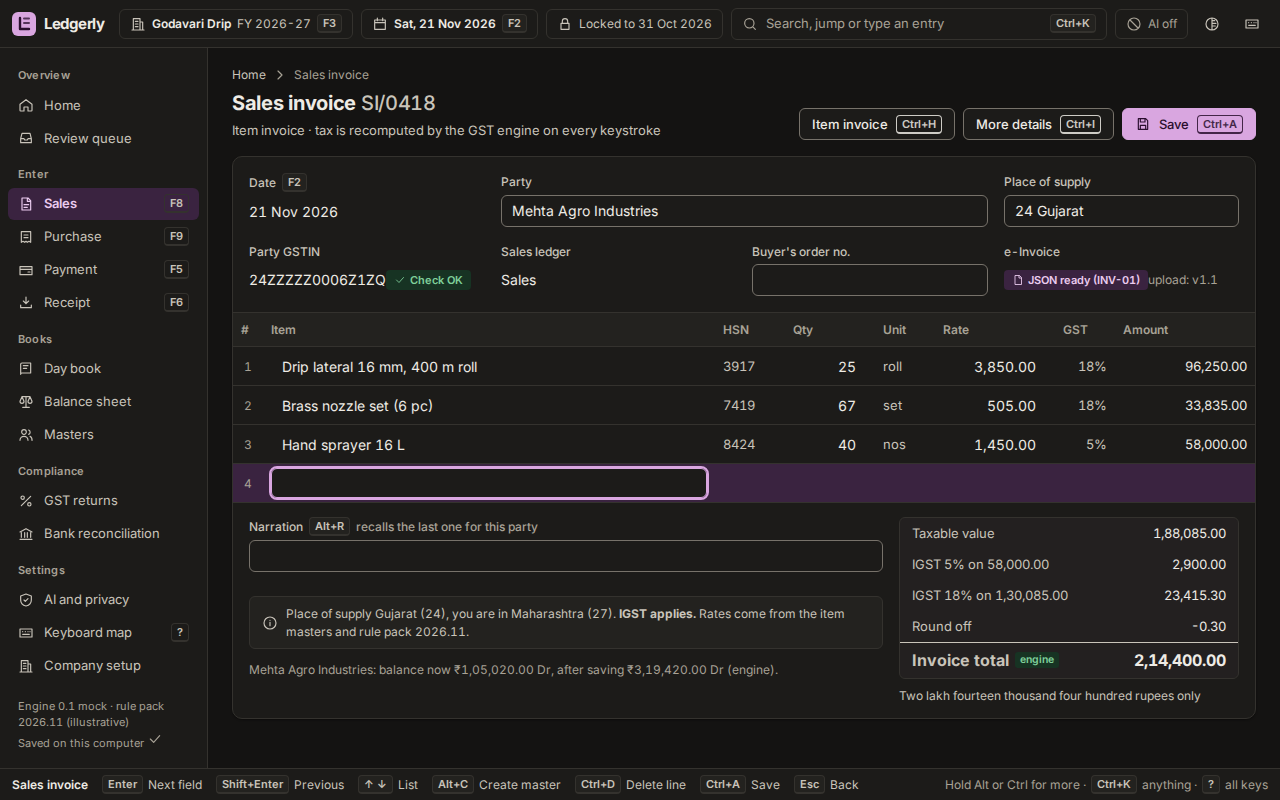 Ledgerly
Godavari Drip FY 2026-27 F3
Sat, 21 Nov 2026 F2
Locked to 31 Oct 2026
Search, jump or type an entry Ctrl+K
AI off
Overview
Home
Review queue
Enter
Sales F8
Purchase F9
Payment F5
Receipt F6
Books
Day book
Balance sheet
Masters
Compliance
GST returns
Bank reconciliation
Settings
AI and privacy
Keyboard map ?
Company setup
Engine 0.1 mock · rule pack
2026.11 (illustrative)
Saved on this computer
Home > Sales invoice
Sales invoice SI/0418
Item invoice · tax is recomputed by the GST engine on every keystroke
Item invoice Ctrl+H
More details Ctrl+I
Save Ctrl+A
Date F2
21 Nov 2026
Party
Mehta Agro Industries
Place of supply
24 Gujarat
Party GSTIN
24ZZZZZ0006Z1ZQ Check OK
Sales ledger
Sales
Buyer's order no.
e-Invoice
JSON ready (INV-01) upload: v1.1
# Item HSN Qty Unit Rate GST Amount
1 Drip lateral 16 mm, 400 m roll 3917 25 roll 3,850.00 18% 96,250.00
2 Brass nozzle set (6 pc) 7419 67 set 505.00 18% 33,835.00
3 Hand sprayer 16 L 8424 40 nos 1,450.00 5% 58,000.00
4
Narration Alt+R recalls the last one for this party
Place of supply Gujarat (24), you are in Maharashtra (27). IGST applies. Rates come from the item
masters and rule pack 2026.11.
Mehta Agro Industries: balance now ₹1,05,020.00 Dr, after saving ₹3,19,420.00 Dr (engine).
Taxable value 1,88,085.00
IGST 5% on 58,000.00 2,900.00
IGST 18% on 1,30,085.00 23,415.30
Round off -0.30
Invoice total engine 2,14,400.00
Two lakh fourteen thousand four hundred rupees only
Sales invoice Enter Next field Shift+Enter Previous ↑↓ List Alt+C Create master Ctrl+D Delete line Ctrl+A Save Esc Back
Hold Alt or Ctrl for more · Ctrl+K anything · ? all keys